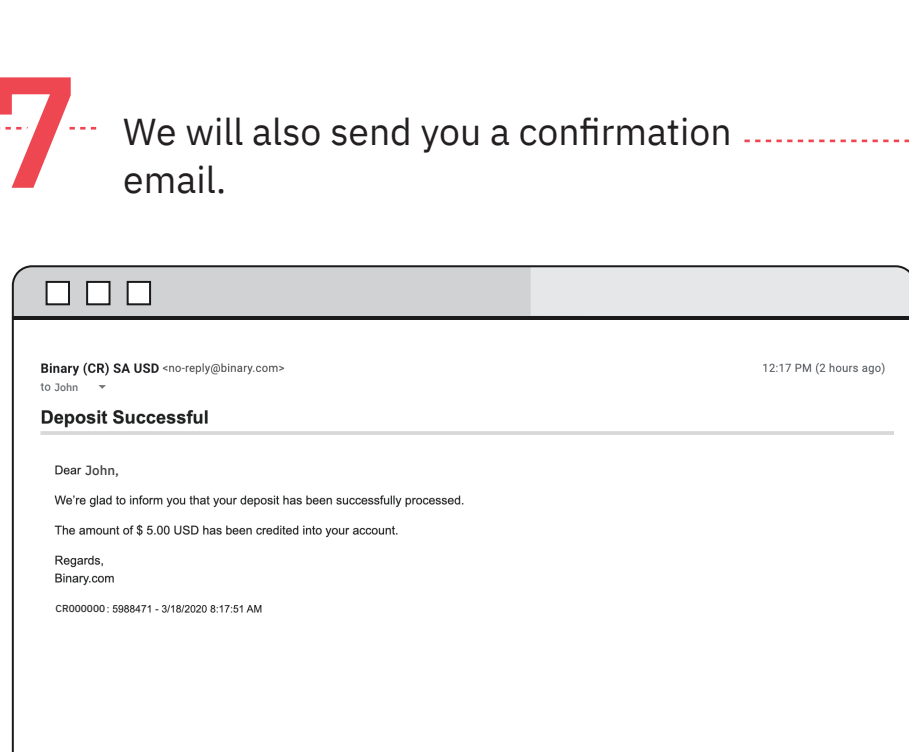 7
We will also send you a confirmation
email.
Binary (CR) SA USD <no-reply@binary.com>
12:17 PM (2 hours ago)
to John
Deposit Successful
Dear John,
We're glad to inform you that your deposit has been successfully processed.
The amount of $ 5.00 USD has been credited into your account.
Regards,
Binary.com
CR000000: 5988471 - 3/18/2020 8:17:51 AM